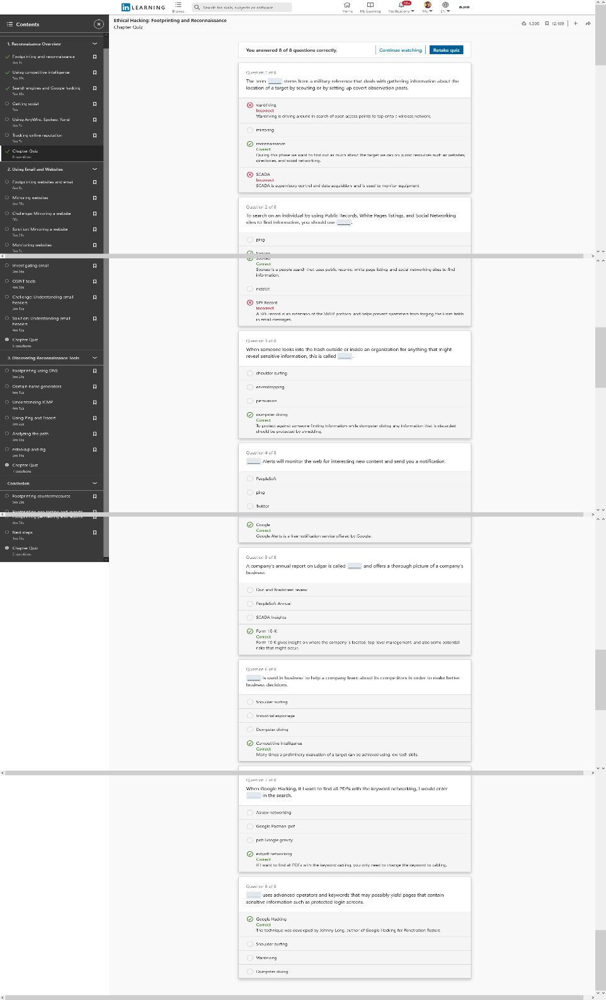 in LEARNING
Browse
Search for skills, subjects or software
Home
My Learning
Notifications
20+
Me
EN
Contents
Ethical Hacking: Footprinting and Reconnaissance
Chapter Quiz
1,305
12,109
1. Reconnaisance Overview
Footprinting and reconnaissance
4m 1s
Using competitive intelligence
5m 19s
Search engines and Google hacking
5m 16s
Getting social
5m
Using AnyWho, Spokeo, Yansi
4m 3s
Tracking online reputation
3m 5s
Chapter Quiz
8 questions
2. Using Email and Websites
Footprinting websites and emai
6m 8s
Mirroring websites
4m 58s
Challenge: Mirroring a website
56s
Solution: Mirroring a website
3m 21s
Monitoring websites
3m 3s
Investigating email
3m 56s
OSINT tools
4m 59s
Challenge: Understanding email
headers
3m 13s
Solution: Understanding email
headers
4m 15s
Chapter Quiz
5 questions
3. Discovering Reconnaissance Tools
Footprinting using DNS
5m 24s
Domain name generators
6m 12s
Understanding ICMP
4m 12s
Using Ping and Tracert
3m 22s
Analyzing the path
3m 55s
nslookup and dig
3m 14s
Chapter Quiz
7 questions
Conclusion
Footprinting countermeasures
5m 29s
Footprinting pen testing and reports
4m 54s
Next steps
1m 34s
Chapter Quiz
2 questions
You answered 8 of 8 questions correctly.
Continue watching
Retake quiz
Question 1 of 8
The term _____ stems from a military reference that deals with gathering information about the
location of a target by scouting or by setting up covert observation posts.
wardriving
Incorrect
Wardriving is driving around in search of open access points to tap onto a wireless network.
mirroring
reconnaissance
Correct
During this phase we want to find out as much about the target we can on public resources such as websites,
directories, and social networking.
SCADA
Incorrect
SCADA is supervisory control and data acquisition, and is used to monitor equipment
Question 2 of 8
To search on an individual by using Public Records, White Pages listings, and Social Networking
sites to find information, you should use _____.
ping
Spokeo
Correct
Spokeo is a people search that uses public records, white page listing, and social networking sites to find
information.
netstat
SPF Record
Incorrect
A SPF record is an extension of the SMTP protocol and helps prevent spammers from forging the From fields
in email messages.
Question 3 of 8
When someone looks into the trash outside or inside an organization for anything that might
reveal sensitive information, this is called _____.
shoulder surfing
eavesdropping
persuasion
dumpster diving
Correct
To protect against someone finding information while dumpster diving, any information that is discarded
should be protected by shredding.
Question 4 of 8
_____ Alerts will monitor the web for interesting new content and send you a notification.
PeopleSoft
ping
Twitter
Google
Correct
Google Alerts is a free notification service offered by Google.
Question 5 of 8
A company's annual report on Edgar is called _____ and offers a thorough picture of a company's
business
Dun and Bradstreet review
PeopleSoft Annual
SCADA Insights
Form 10-K
Correct
Form 10-K gives insight on where the company is located, top-level management, and also some potential
risks that might occur.
Question 6 of 8
_____ is used in business to help a company learn about its competitors in order to make better
business decisions.
Shoulder surfing
Industrial espionage
Dumpster diving
Competitive intelligence
Correct
Many times a preliminary evaluation of a target can be achieved using low tech skills.
Question 7 of 8
When Google Hacking, if I want to find all PDFs with the keyword networking, I would enter
_____ in the search.
Askew networking
Google Pacman :pdf
pdf: Google gravity
ext:pdf networking
Correct
If I want to find all PDFs with the keyword cabling, you only need to change the keyword to cabling.
Question 8 of 8
_____ uses advanced operators and keywords that may possibly yield pages that contain
sensitive information such as protected login screens.
Google Hacking
Correct
The technique was developed by Johnny Long, author of Google Hacking for Penetration Testers
Shoulder surfing
Wardriving
Dumpster diving